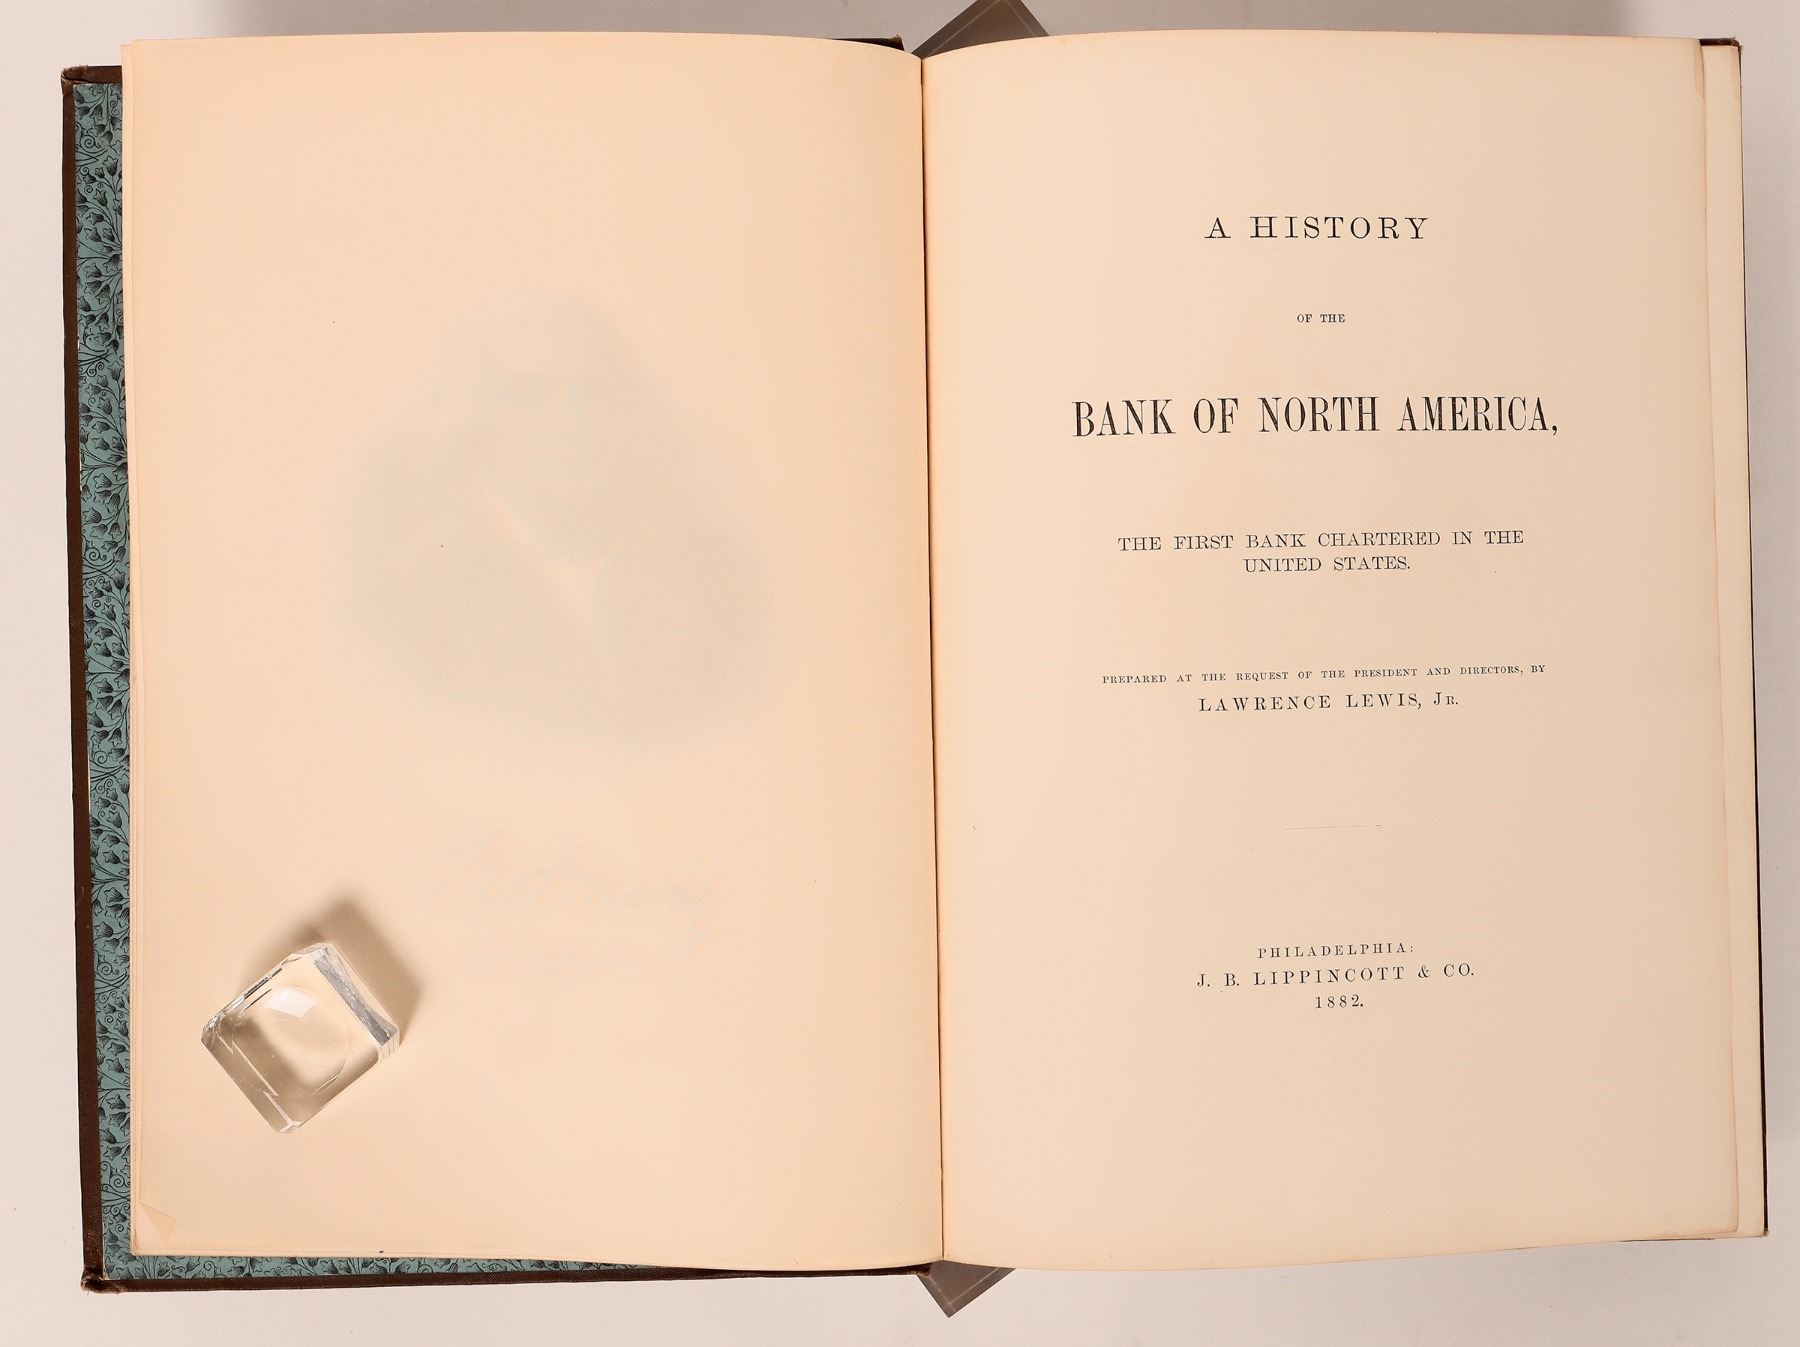 A HISTORY
OF THE
BANK OF NORTH AMERICA,
THE FIRST BANK CHARTERED IN THE
UNITED STATES.
PREPARED AT THE REQUEST OF THE PRESIDENT AND DIRECTORS, BY
LAWRENCE LEWIS, JR.
PHILADELPHIA:
J. B. LIPPINCOTT & CO.
1882.